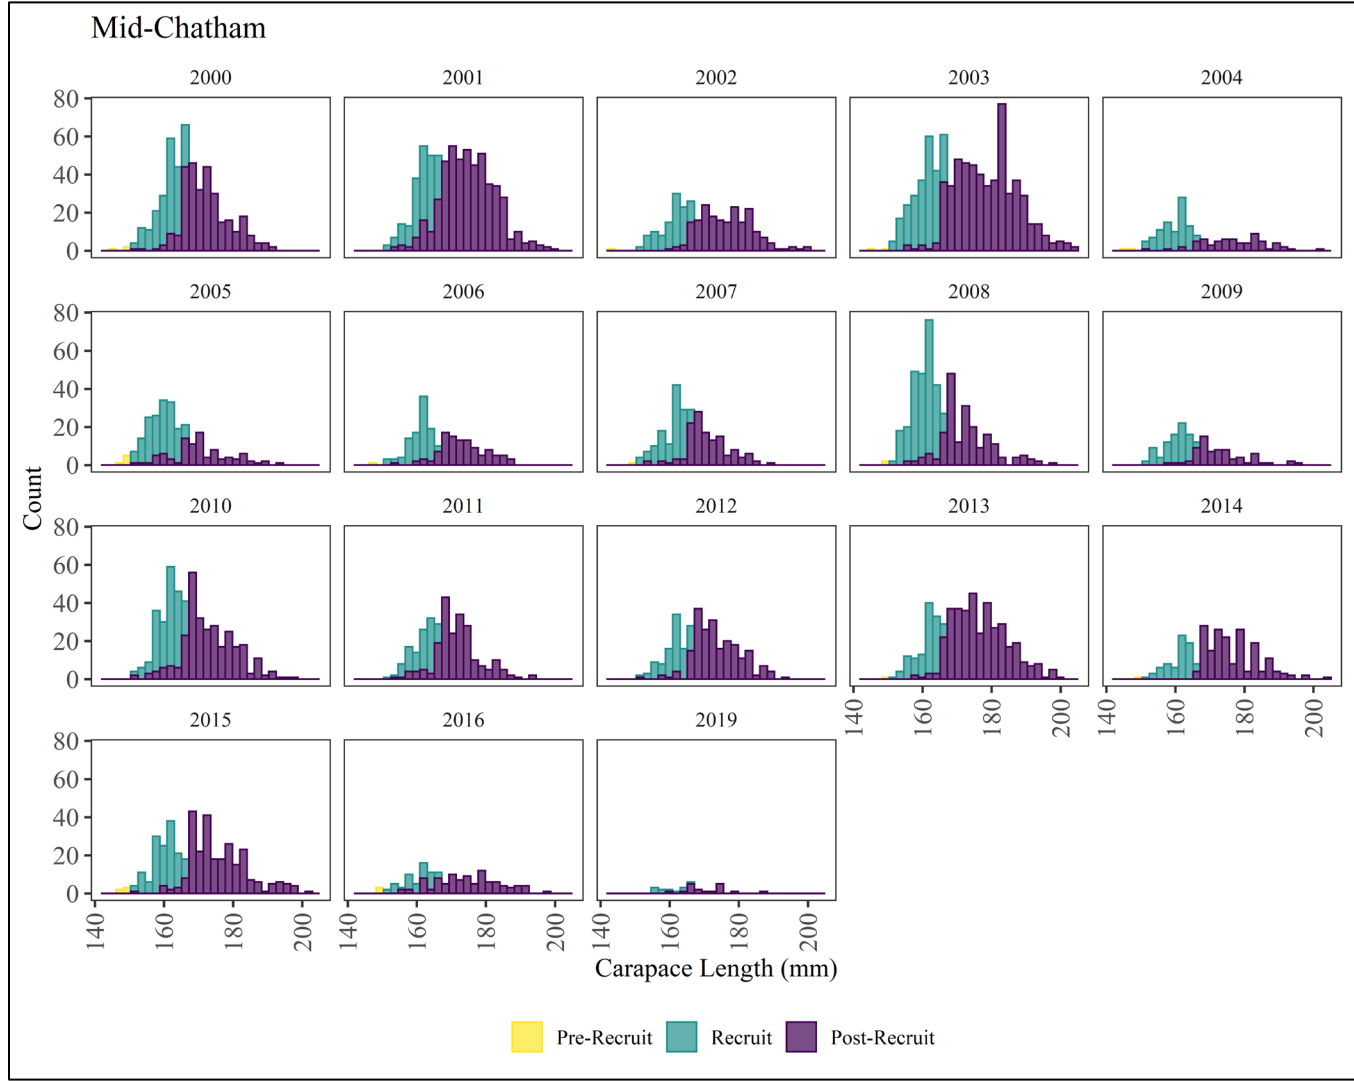 Mid-Chatham
2000 2001 2002 2003 2004
80
60
40
20
0
2005 2006 2007 2008 2009
80
60
40
20
0
Count
2010 2011 2012 2013 2014
80
60
40
20
0
140 160 180 200 140 160 180 200
2015 2016 2019
80
60
40
20
0
140 160 180 200 140 160 180 200 140 160 180 200
Carapace Length (mm)
Pre-Recruit Recruit Post-Recruit